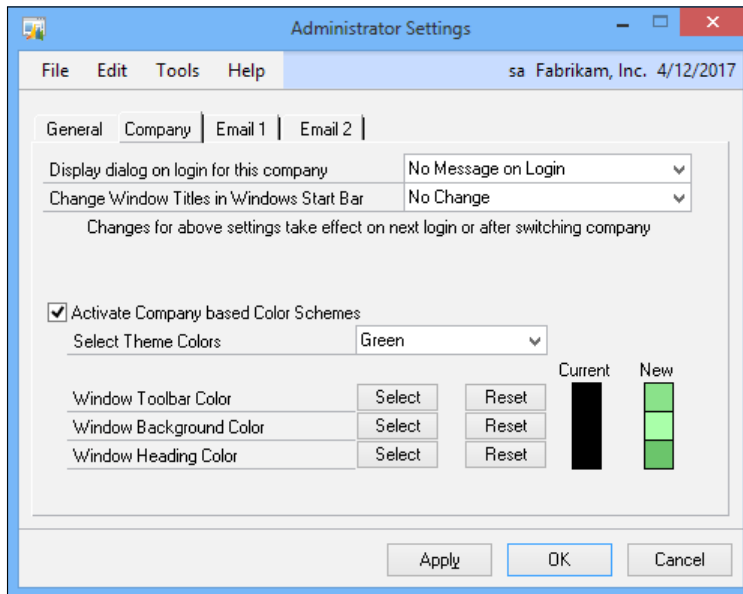 Administrator Settings
File Edit Tools Help sa Fabrikam, Inc. 4/12/2017
General Company Email 1 Email 2
Display dialog on login for this company No Message on Login
Change Window Titles in Windows Start Bar No Change
Changes for above settings take effect on next login or after switching company
Activate Company based Color Schemes
Select Theme Colors Green
Current New
Window Toolbar Color Select Reset
Window Background Color Select Reset
Window Heading Color Select Reset
Apply OK Cancel